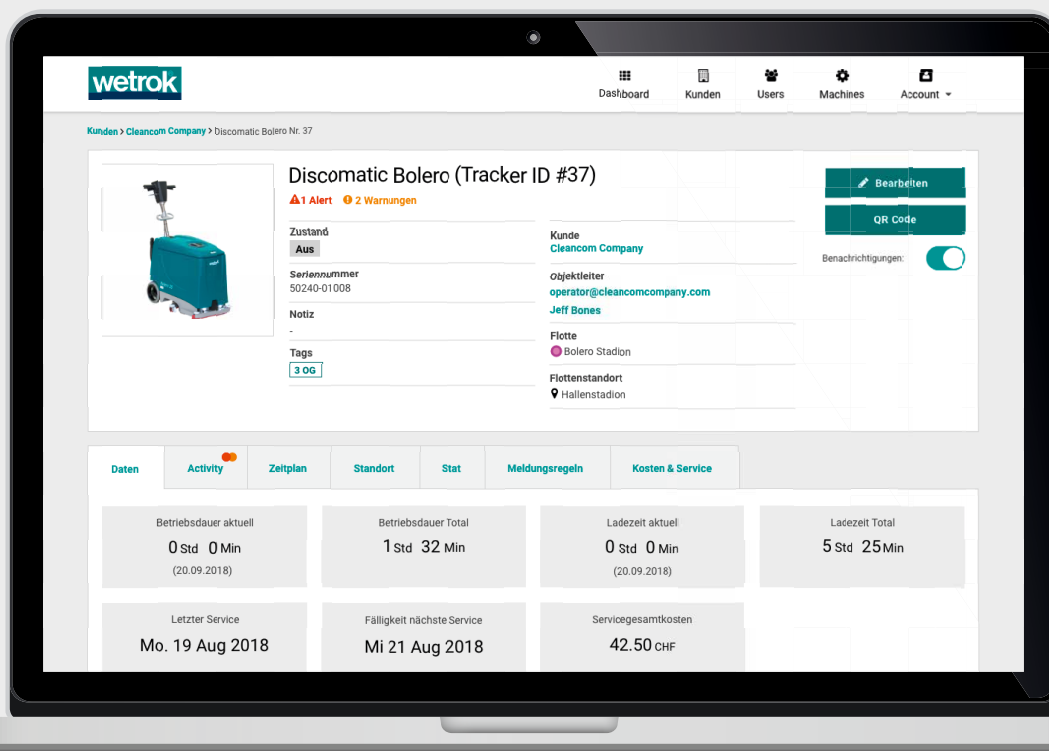 wetrok
Dashboard
Kunden
Users
Machines
Account
Kunden > Cleancom Company > Discomatic Bolero Nr. 37
Discomatic Bolero (Tracker ID #37)
1 Alert 2 Warnungen
Zustand
Aus
Seriennummer
50240-01008
Notiz
-
Tags
3 OG
Kunde
Cleancom Company
Objektleiter
operator@cleancomcompany.com
Jeff Bones
Flotte
Bolero Stadion
Flottenstandort
Hallenstadion
Bearbeiten
QR Code
Benachrichtigungen:
Daten
Activity
Zeitplan
Standort
Stat
Meldungsregeln
Kosten & Service
Betriebsdauer aktuell
0 Std 0 Min
(20.09.2018)
Betriebsdauer Total
1 Std 32 Min
Ladezeit aktuell
0 Std 0 Min
(20.09.2018)
Ladezeit Total
5 Std 25 Min
Letzter Service
Mo. 19 Aug 2018
Fälligkeit nächste Service
Mi 21 Aug 2018
Servicegesamtkosten
42.50 CHF